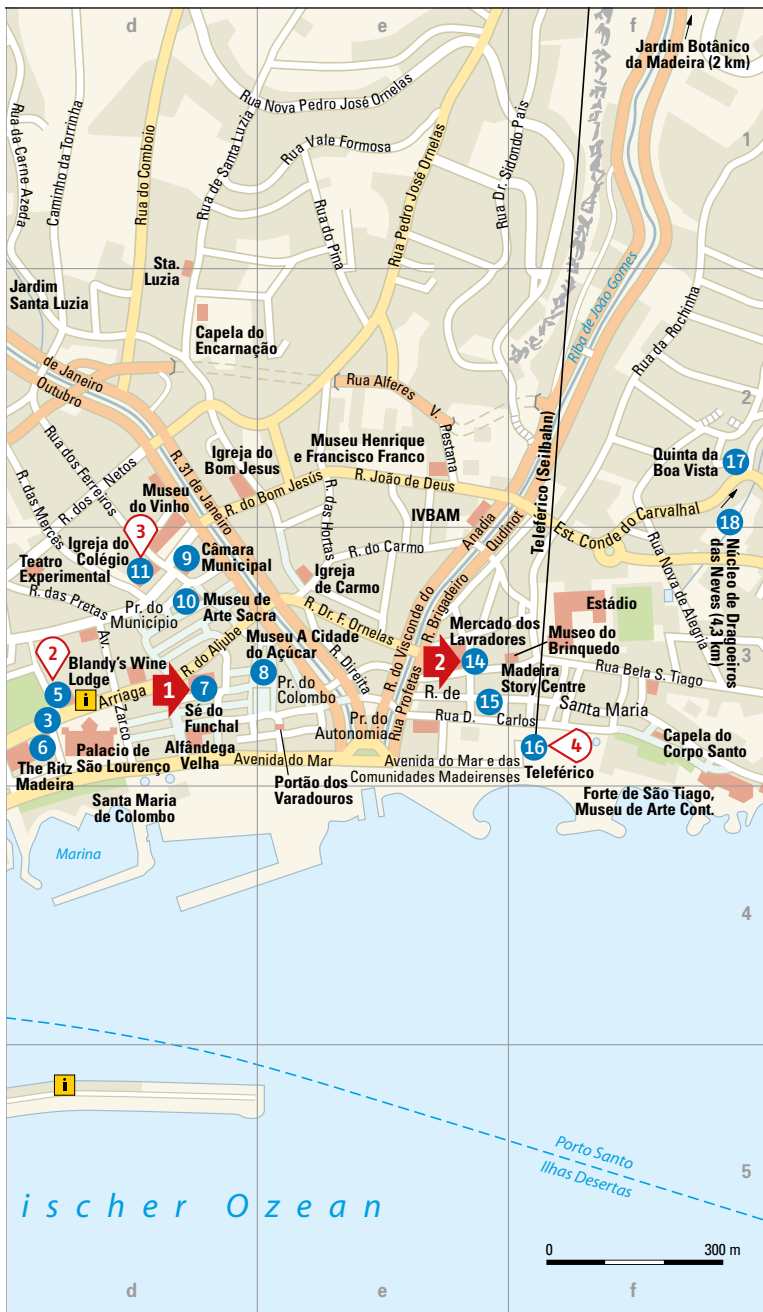 d
e
f
Jardim Botânico
da Madeira (2 km)
Rua Nova Pedro José Ornelas
Rua da Carne Azeda
Caminho da Torrinha
Rua do Comboio
Rua de Santa Luzia
Rua Vale Formosa
Rua do Pina
Rua Pedro José Ornelas
Rua Dr. Sidondo Pais
1
Sta.
Luzia
Jardim
Santa Luzia
Capela do
Encarnação
Riba de João Gomes
Rua da Rochinha
de Janeiro
Outubro
Rua Alferes
V. Pestana
2
Rua dos Ferreiros
R. dos Netos
R. das Mercês
Igreja do
Bom Jesus
R. 31 de Janeiro
R. do Bom Jesús
Museu Henrique
e Francisco Franco
R. João de Deus
Teleférico (Seilbahn)
Quinta da
Boa Vista
17
Museu
do Vinho
3
R. das Hortas
IVBAM
Anadia
Oudinot
Est. Conde do Carvalhal
18
Núcleo de Dragoeiros
das Neves (4,3 km)
Igreja do
Colégio
Teatro
Experimental
11
9
Câmara
Municipal
R. do Carmo
Igreja
de Carmo
Rua Nova de Alegria
R. das Pretas
Pr. do
Município
10
Museu de
Arte Sacra
R. Dr. F. Ornelas
R. do Visconde do
R. Brigadeiro
Mercado dos
Lavradores
Estádio
Museu do
Brinquedo
3
2
Av. Zarco
R. do Aljube
Museu A Cidade
do Açúcar
R. Direita
2
14
Rua Bela S. Tiago
Blandy's Wine
Lodge
5
i
Arriaga
1
7
8
Pr. do
Colombo
R. de
Santa Maria
Madeira
Story Centre
15
3
Sé do
Funchal
Pr. do
Autonomia
Rua Profetas
Rua D. Carlos
6
The Ritz
Madeira
Palacio de
São Lourenço
Alfândega
Velha
Avenida do Mar
Avenida do Mar e das
Comunidades Madeirenses
16
4
Teleférico
Capela do
Corpo Santo
Santa Maria
de Colombo
Portão dos
Varadouros
Forte de São Tiago,
Museu de Arte Cont.
Marina
4
i
Porto Santo
Ilhas Desertas
5
ischer Ozean
0
300 m
d
e
f